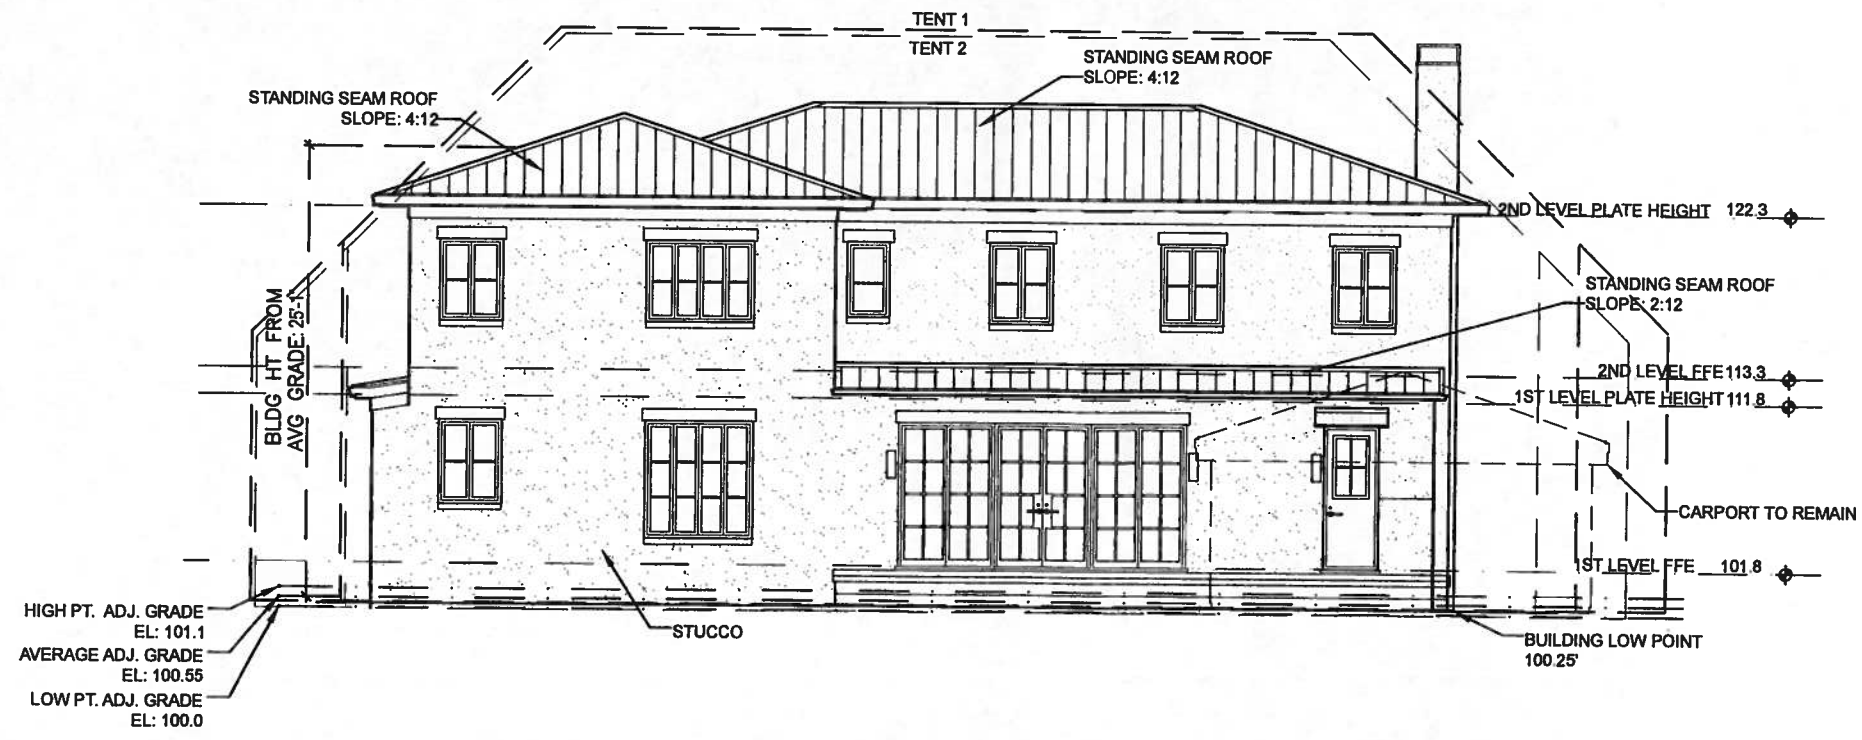 TENT 1
TENT 2
STANDING SEAM ROOF
SLOPE: 4:12
STANDING SEAM ROOF
SLOPE: 4:12
2ND LEVEL PLATE HEIGHT 122.3
STANDING SEAM ROOF
SLOPE: 2:12
BLDG HT FROM
AVG GRADE: 25'-1
2ND LEVEL FFE 113.3
1ST LEVEL PLATE HEIGHT 111.8
CARPORT TO REMAIN
1ST LEVEL FFE 101.8
HIGH PT. ADJ. GRADE
EL: 101.1
AVERAGE ADJ. GRADE
EL: 100.55
LOW PT. ADJ. GRADE
EL: 100.0
STUCCO
BUILDING LOW POINT
100.25'